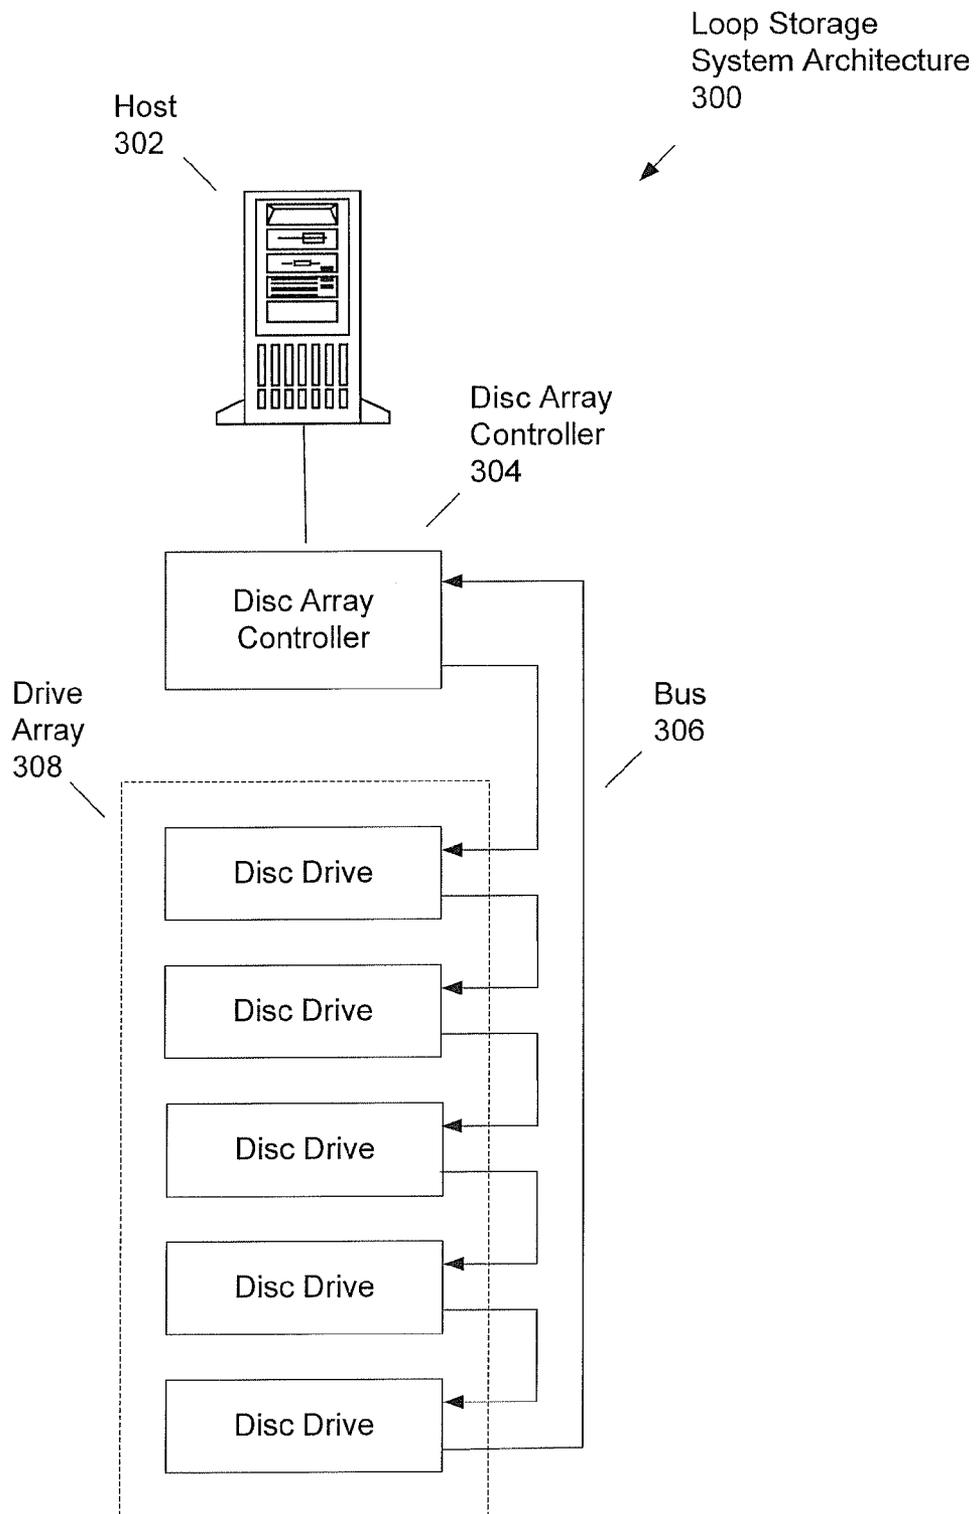 Loop Storage
System Architecture
300
Host
302
Disc Array
Controller
304
Disc Array
Controller
Drive
Array
308
Bus
306
Disc Drive
Disc Drive
Disc Drive
Disc Drive
Disc Drive